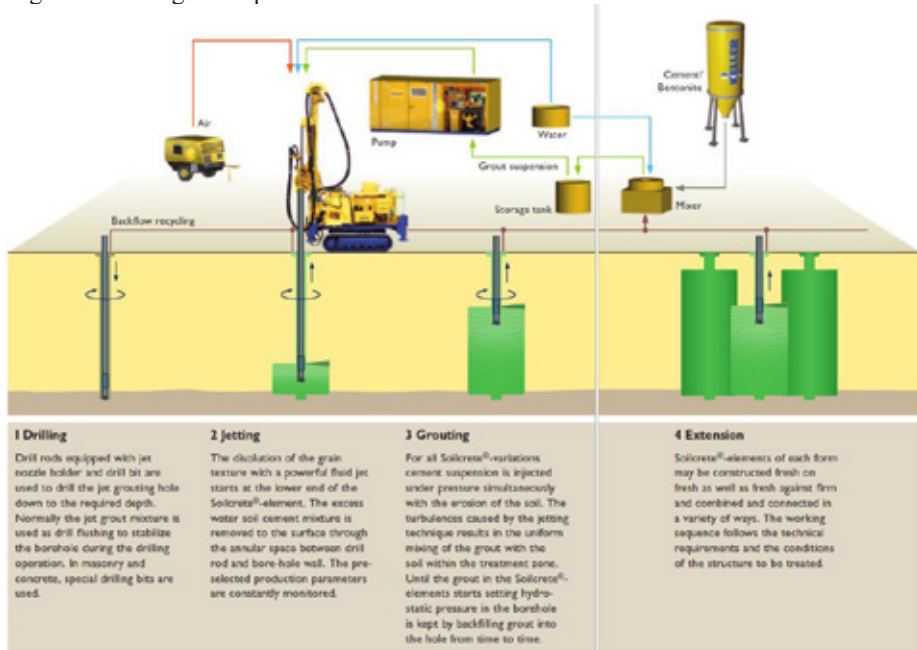 Air
Pump
Water
Cement/
Bentonite
KELLER
Grout suspension
Storage tank
Mixer
Backflow recycling
1 Drilling
Drill rods equipped with jet
nozzle holder and drill bit are
used to drill the jet grouting hole
down to the required depth.
Normally the jet grout mixture is
used as drill flushing to stabilize
the borehole during the drilling
operation. In masonry and
concrete, special drilling bits are
used.
2 Jetting
The disolution of the grain
texture with a powerful fluid jet
starts at the lower end of the
Soilcrete®-element. The excess
water soil cement mixture is
removed to the surface through
the annular space between drill
rod and bore-hole wall. The pre-
selected production parameters
are constantly monitored.
3 Grouting
For all Soilcrete®-variations
cement suspension is injected
under pressure simultaneously
with the erosion of the soil. The
turbulences caused by the jetting
technique results in the uniform
mixing of the grout with the
soil within the treatment zone.
Until the grout in the Soilcrete®-
elements starts setting hydro-
static pressure in the borehole
is kept by backfilling grout into
the hole from time to time.
4 Extension
Soilcrete®-elements of each form
may be constructed fresh on
fresh as well as fresh against firm
and combined and connected in
a variety of ways. The working
sequence follows the technical
requirements and the conditions
of the structure to be treated.